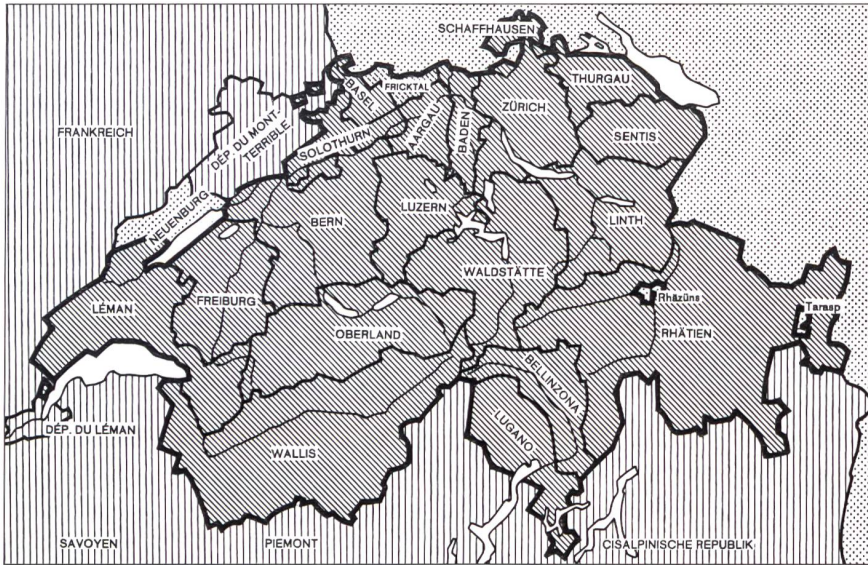 SCHAFFHAUSEN
THURGAU
BASEL
FRICKTAL
ZÜRICH
FRANKREICH
DÉP. DU MONT-
TERRIBLE
SOLOTHURN
AARGAU
BADEN
SENTIS
NEUENBURG
BERN
LUZERN
LINTH
WALDSTÄTTE
LÉMAN
FREIBURG
Rhäzüns
Tarasp
OBERLAND
RHÄTIEN
BELLINZONA
LUGANO
DÉP. DU LÉMAN
WALLIS
SAVOYEN
PIEMONT
CISALPINISCHE REPUBLIK